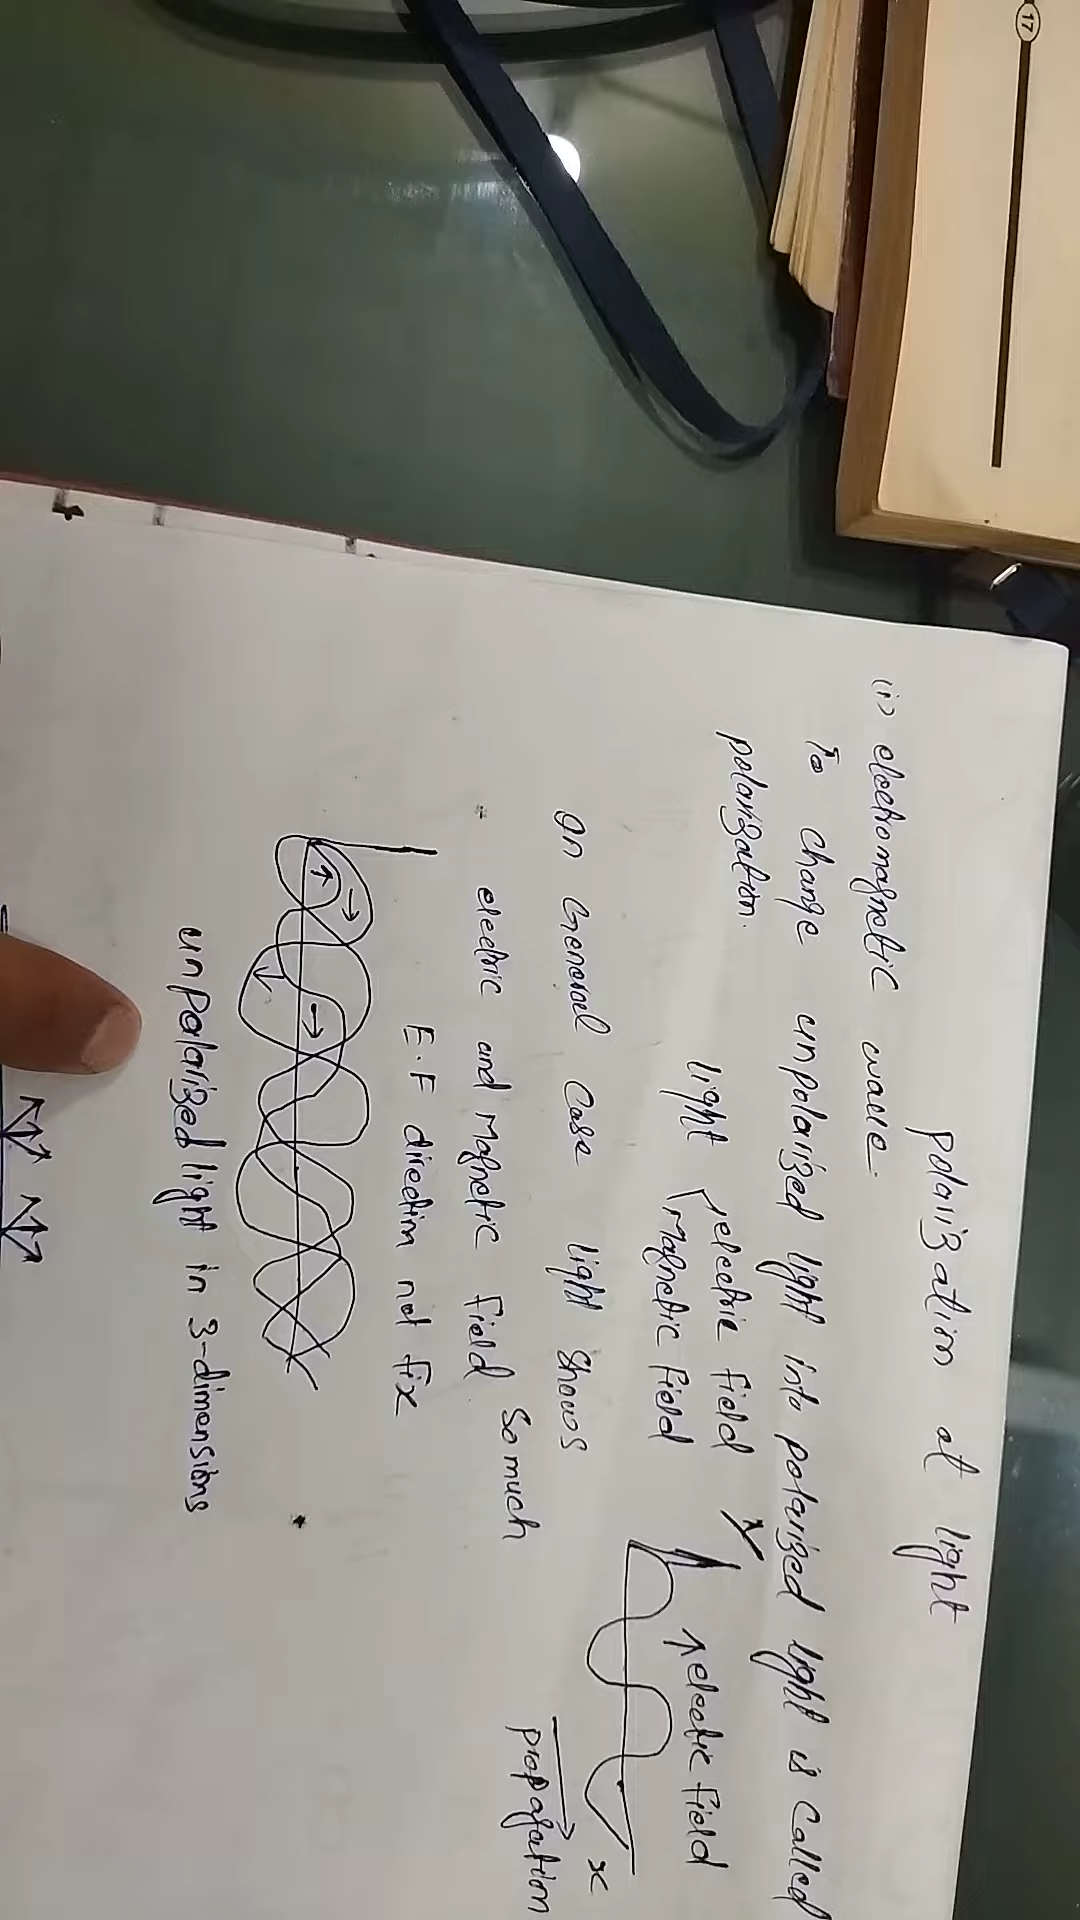 17
polarization of light
(i) electromagnetic wave.
To change unpolarized light into polarized light is called
polarization.
light electric field
Magnetic field
Y
electric field
x
propagation
In General Case light shows
so much
electric and Magnetic field.
E.F direction not fix
unpolarized light in 3-dimensions